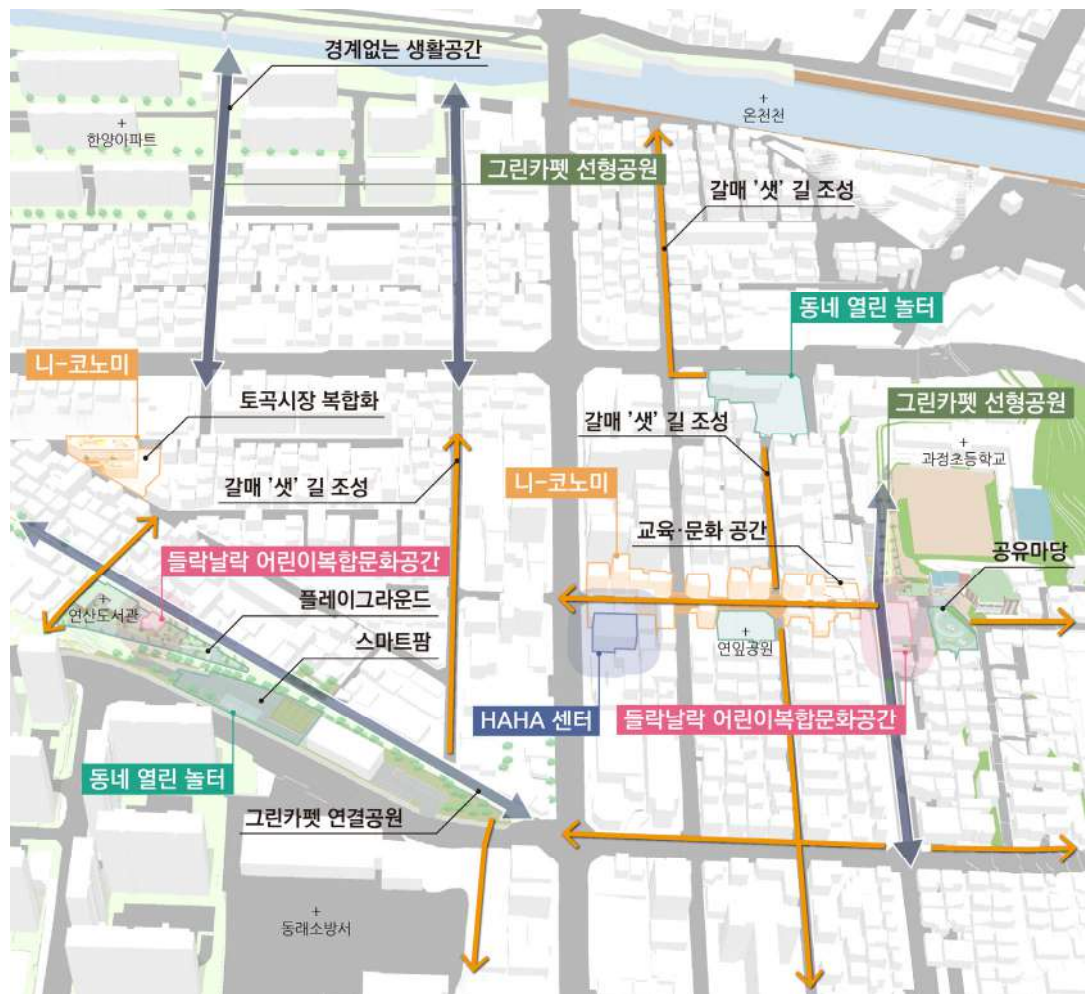 경계없는 생활공간
+
온천천
+
한양아파트
그린카펫 선형공원
갈매 '샛' 길 조성
동네 열린 놀터
니-코노미
토곡시장 복합화
갈매 '샛' 길 조성
그린카펫 선형공원
+
과정초등학교
갈매 '샛' 길 조성
니-코노미
교육·문화 공간
공유마당
들락날락 어린이복합문화공간
플레이그라운드
+
연산도서관
스마트팜
+
연잎공원
HAHA 센터
들락날락 어린이복합문화공간
동네 열린 놀터
그린카펫 연결공원
+
동래소방서